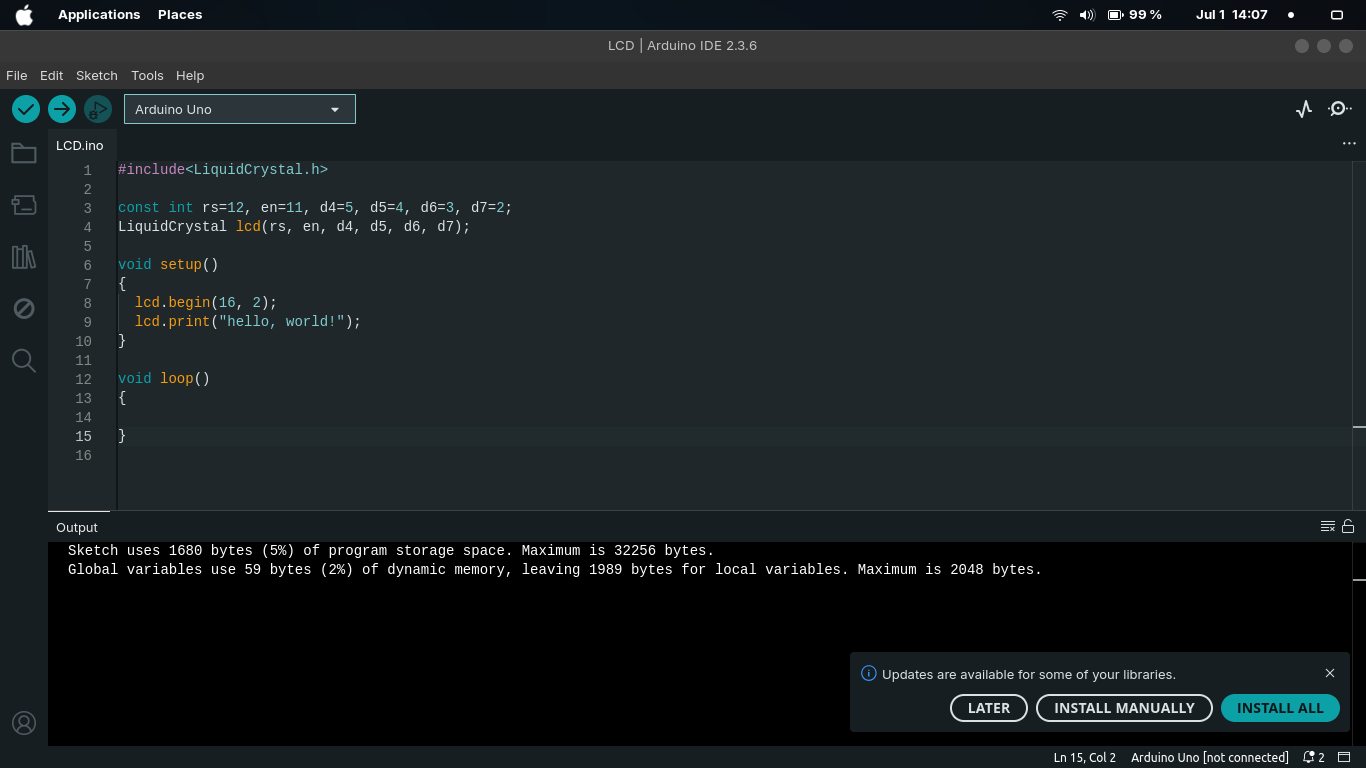 Applications Places 99 % Jul 1 14:07
LCD | Arduino IDE 2.3.6
File Edit Sketch Tools Help
Arduino Uno
LCD.ino
1 #include<LiquidCrystal.h>
2
3 const int rs=12, en=11, d4=5, d5=4, d6=3, d7=2;
4 LiquidCrystal lcd(rs, en, d4, d5, d6, d7);
5
6 void setup()
7 {
8 lcd.begin(16, 2);
9 lcd.print("hello, world!");
10 }
11
12 void loop()
13 {
14
15 }
16
Output
Sketch uses 1680 bytes (5%) of program storage space. Maximum is 32256 bytes.
Global variables use 59 bytes (2%) of dynamic memory, leaving 1989 bytes for local variables. Maximum is 2048 bytes.
Updates are available for some of your libraries.
LATER INSTALL MANUALLY INSTALL ALL
Ln 15, Col 2 Arduino Uno [not connected] 2